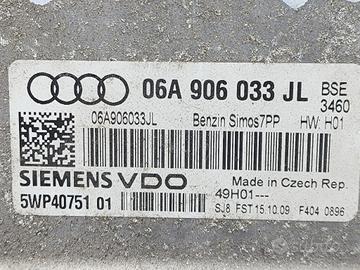 06A 906 033 JL
BSE
3460
06A906033JL
Benzin Simos7PP
HW: H01
SIEMENS VDO
Made in Czech Rep.
5WP40751 01
49H01---
SJ8 FST 15.10.09 F404 0896